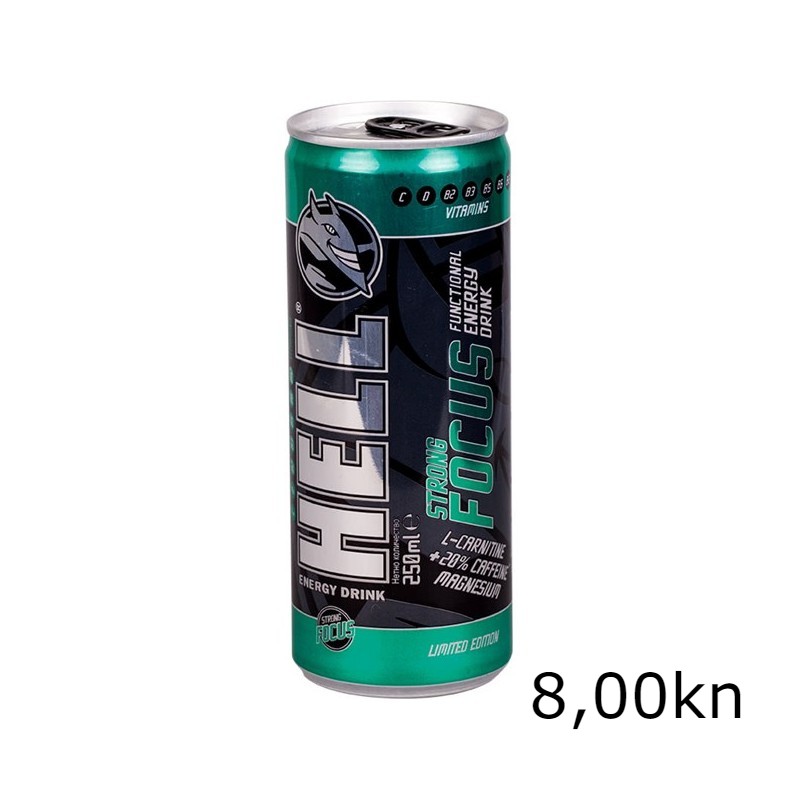 C D B2 B3 B5 B6
VITAMINS
HELL®
ENERGY DRINK
FUNCTIONAL
ENERGY
DRINK
STRONG
FOCUS
Нетно количество
250ml e
L-CARNITINE
+20% CAFFEINE
MAGNESIUM
STRONG
FOCUS
LIMITED EDITION
8,00kn